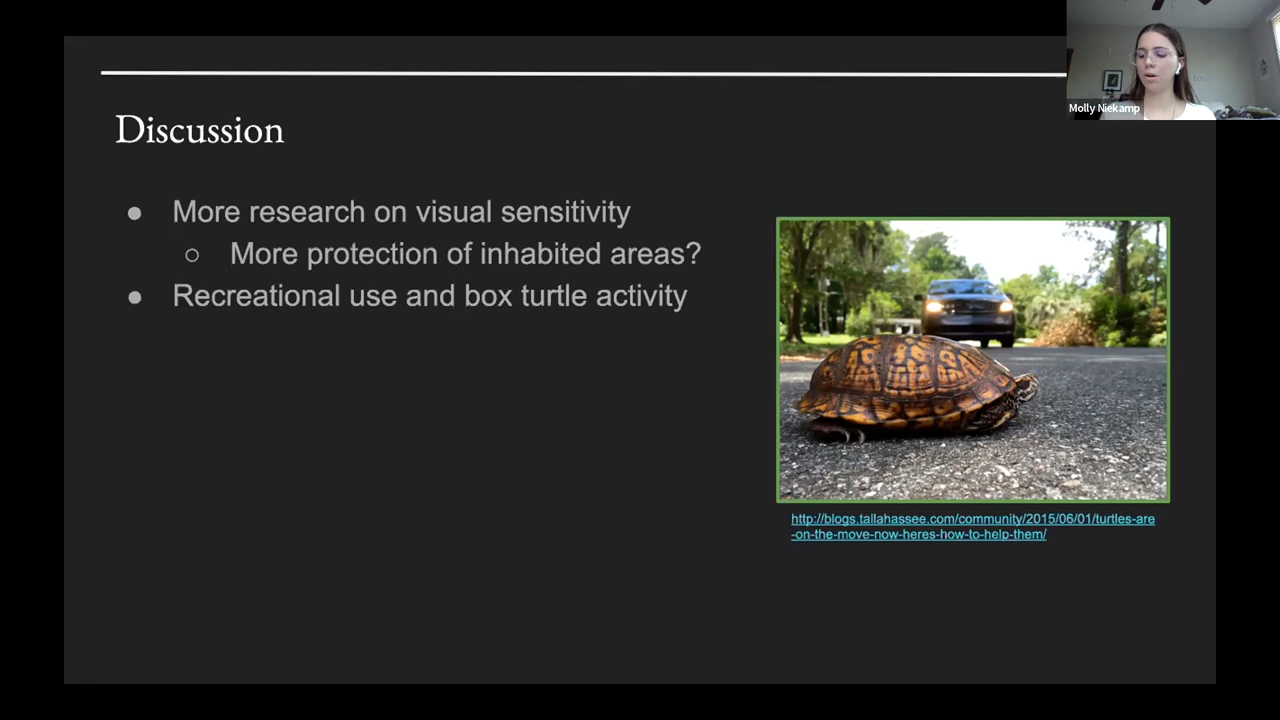 Molly Niekamp
Discussion
● More research on visual sensitivity
○ More protection of inhabited areas?
● Recreational use and box turtle activity
http://blogs.tallahassee.com/community/2015/06/01/turtles-are
-on-the-move-now-heres-how-to-help-them/